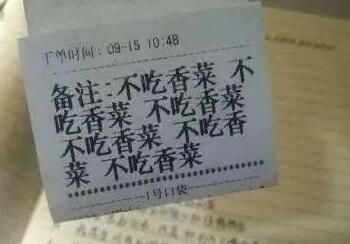 下单时间: 09-15 10:48
备注: 不吃香菜 不
吃香菜 不吃香菜
不吃香菜 不吃香
菜 不吃香菜
******************************
1号口袋